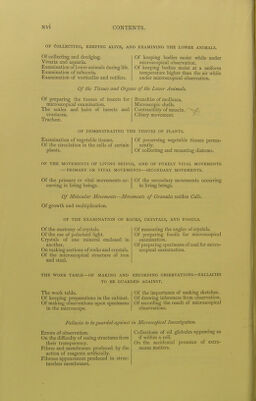 xvi CONTENTS.
OF COLLECTING, KEEPING ALIVE, AND EXAMINING THE LOWER ANIMALS.
Of collecting and dredging.
Vivaria and aquaria.
Examination of lower animals during life.
Examination of infusoria.
Examination of vorticellæ and rotifers.
Of keeping bodies moist while under
microscopical observation.
Of keeping bodies moist at a uniform
temperature higher than the air while
under microscopical observation.
Of the Tissues and Organs of the Lower Animals.
Of preparing the tissues of insects for
microscopical examination.
The scales and hairs of insects and
crustacea.
Tracheæ.
Branchiæ of mollusca.
Microscopic shells.
Contractility of muscle.
Ciliary movement.
OF DEMONSTRATING THE TISSUES OF PLANTS.
Examination of vegetable tissues.
Of the circulation in the cells of certain
plants.
Of preserving vegetable tissues permanently.
Of collecting and mounting diatoms.
OF THE MOVEMENTS OF LIVING BEINGS, AND OF PURELY VITAL MOVEMENTS
—PRIMARY OR VITAL MOVEMENTS—SECONDARY MOVEMENTS.
Of the primary or vital movements occurring in living beings.
Of the secondary movements occurring
in living beings.
Of Molecular Movements—Movements of Granules within Cells.
Of growth and multiplication.
OF THE EXAMINATION OF ROCKS, CRYSTALS, AND FOSSILS.
Of the anatomy of crystals.
Of the use of polarized light.
Crystals of one mineral enclosed in
another.
On making sections of rocks and crystals.
Of the microscopical structure of iron
and steel.
Of measuring the angles of crystals.
Of preparing fossils for microscopical
examination.
Of preparing specimens of coal for microscopical examination.
THE WORK TABLE—OF MAKING AND RECORDING OBSERVATIONS—FALLACIES
TO BE GUARDED AGAINST.
The work table.
Of keeping preparations in the cabinet.
Of making observations upon specimens
in the microscope.
Of the importance of making sketches.
Of drawing inferences from observation.
Of recording the result of microscopical
observations.
Fallacies to be guarded against in Microscopical Investigation.
Errors of observation.
On the difficulty of seeing structures from
their transparency.
Fibres and membranes produced by the
action of reagents artificially.
Fibrous appearances produced in structureless membranes.
Collections of oil globules appearing as
if within a cell.
On the accidental presence of extraneous matters.